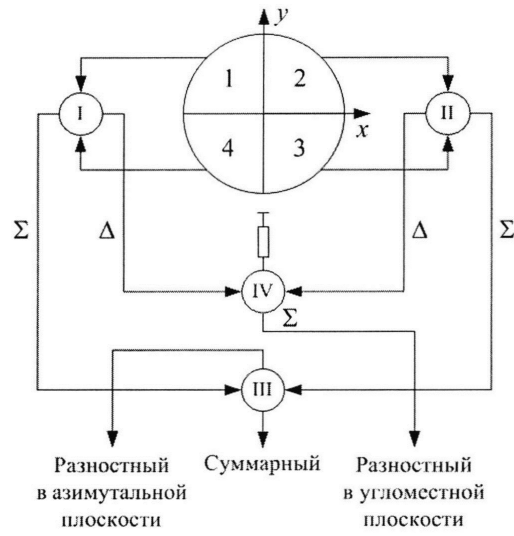 y
1 2
I II
x
4 3
Σ Δ Δ Σ
IV
Σ
III
Разностный
в азимутальной
плоскости
Суммарный
Разностный
в угломестной
плоскости